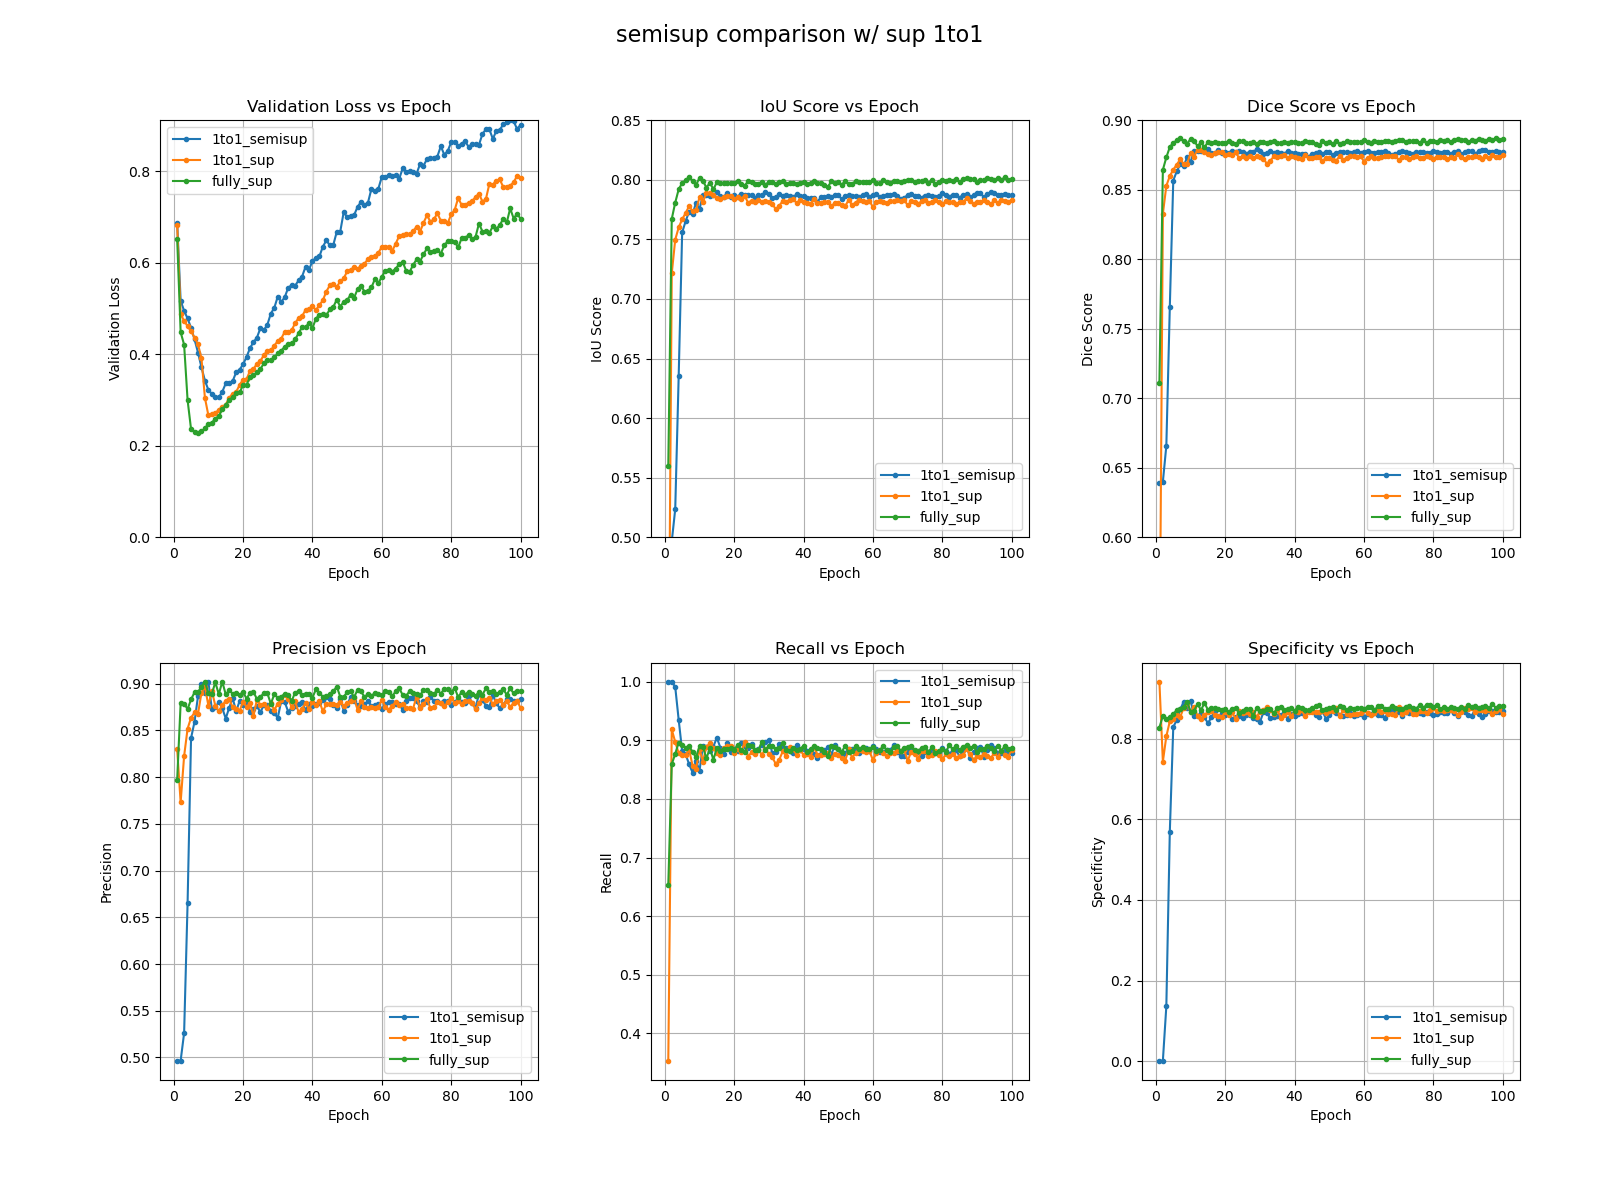 semisup comparison w/ sup 1to1
Validation Loss vs Epoch
Validation Loss
0.8
0.6
0.4
0.2
0.0
1to1_semisup
1to1_sup
fully_sup
0 20 40 60 80 100
Epoch
IoU Score vs Epoch
IoU Score
0.85
0.80
0.75
0.70
0.65
0.60
0.55
0.50
1to1_semisup
1to1_sup
fully_sup
0 20 40 60 80 100
Epoch
Dice Score vs Epoch
Dice Score
0.90
0.85
0.80
0.75
0.70
0.65
0.60
1to1_semisup
1to1_sup
fully_sup
0 20 40 60 80 100
Epoch
Precision vs Epoch
Precision
0.90
0.85
0.80
0.75
0.70
0.65
0.60
0.55
0.50
1to1_semisup
1to1_sup
fully_sup
0 20 40 60 80 100
Epoch
Recall vs Epoch
Recall
1.0
0.9
0.8
0.7
0.6
0.5
0.4
1to1_semisup
1to1_sup
fully_sup
0 20 40 60 80 100
Epoch
Specificity vs Epoch
Specificity
0.8
0.6
0.4
0.2
0.0
1to1_semisup
1to1_sup
fully_sup
0 20 40 60 80 100
Epoch